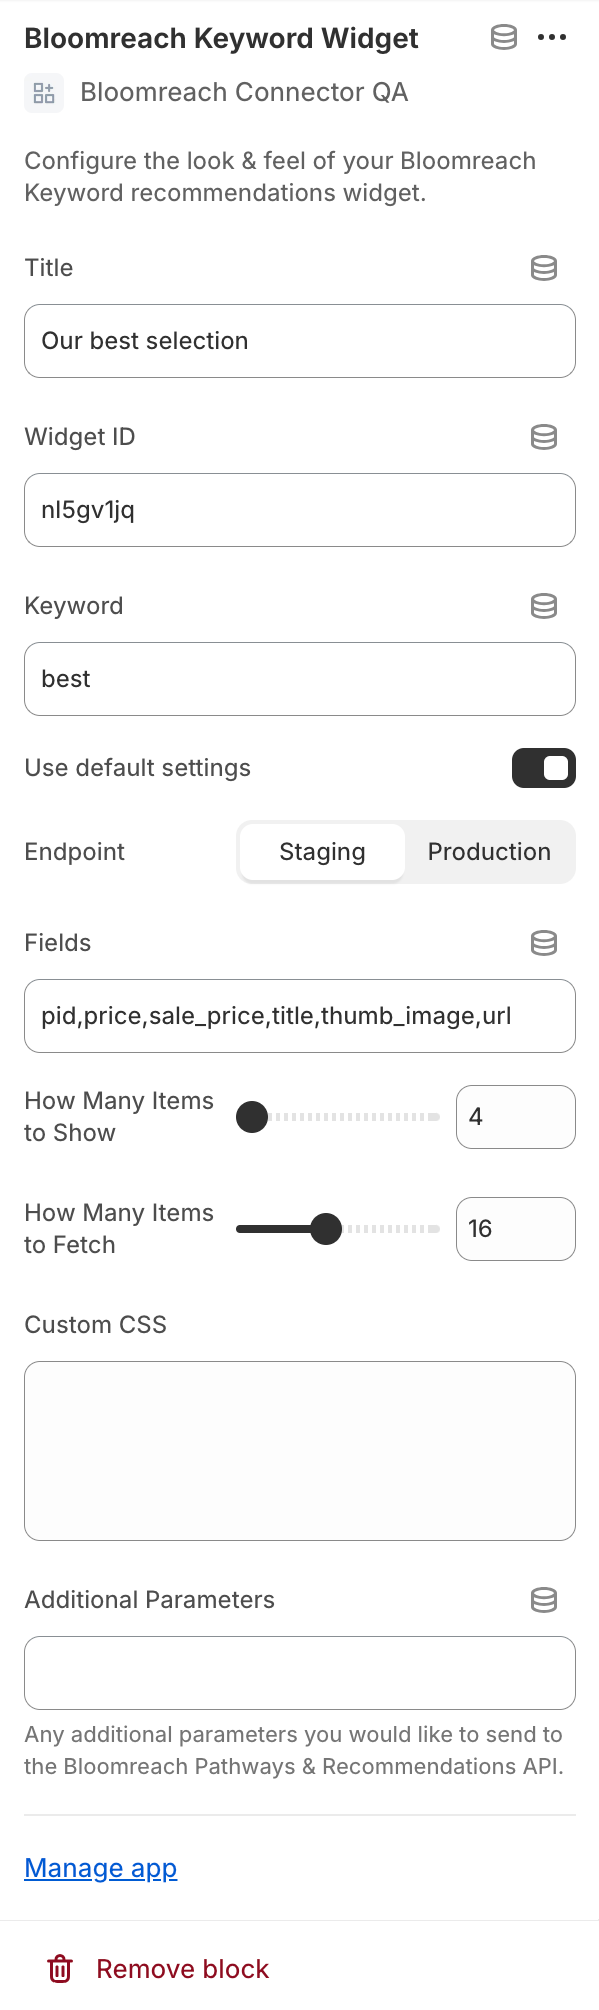 Bloomreach Keyword Widget
Bloomreach Connector QA
Configure the look & feel of your Bloomreach
Keyword recommendations widget.
Title
Our best selection
Widget ID
nl5gv1jq
Keyword
best
Use default settings
Endpoint
Staging
Production
Fields
pid,price,sale_price,title,thumb_image,url
How Many Items
to Show
4
How Many Items
to Fetch
16
Custom CSS
Additional Parameters
Any additional parameters you would like to send to
the Bloomreach Pathways & Recommendations API.
Manage app
Remove block